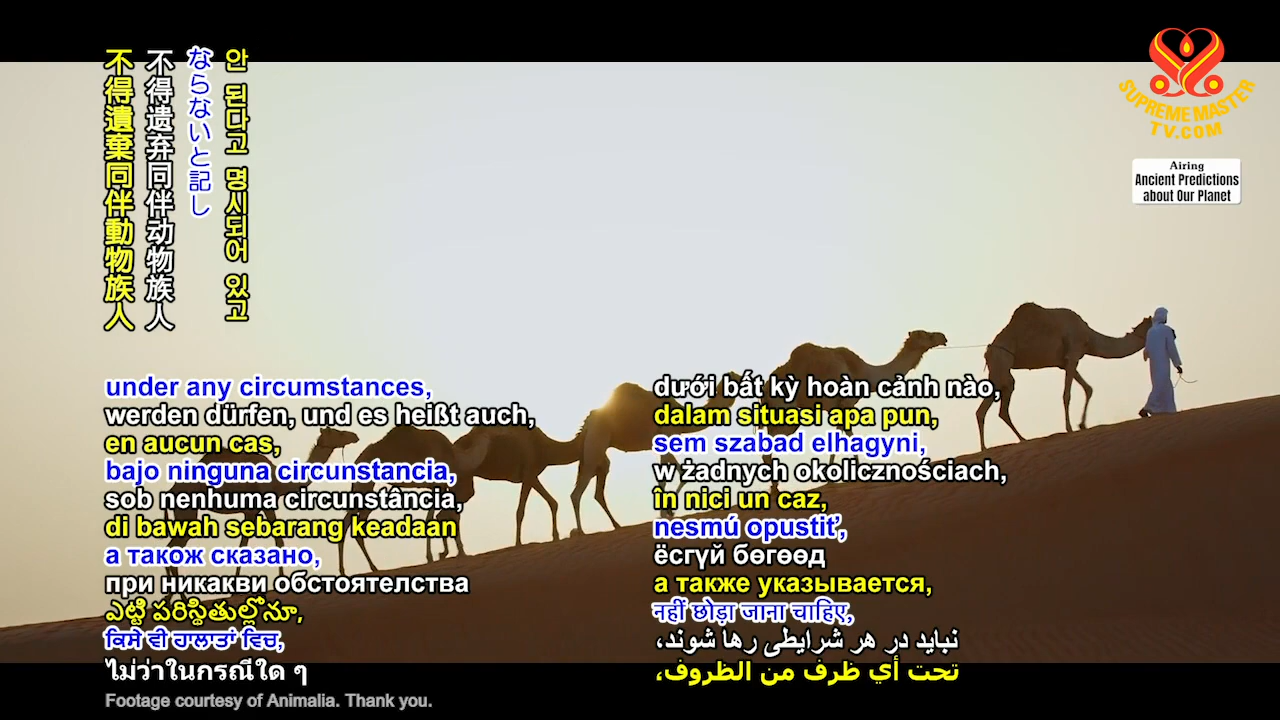 不得遺棄同伴動物族人
不得遗弃同伴动物族人
ならないと記し
안 된다고 명시되어 있고
SUPREME MASTER
TV.COM
Airing
Ancient Predictions
about Our Planet
under any circumstances,
werden dürfen, und es heißt auch,
en aucun cas,
bajo ninguna circunstancia,
sob nenhuma circunstância,
di bawah sebarang keadaan
а також сказано,
при никакви обстоятелства
ఎట్టి పరిస్థితుల్లోనూ,
ਕਿਸੇ ਵੀ ਹਾਲਾਤਾਂ ਵਿਚ,
ไม่ว่าในกรณีใด ๆ
dưới bất kỳ hoàn cảnh nào,
dalam situasi apa pun,
sem szabad elhagyni,
w żadnych okolicznościach,
în nici un caz,
nesmú opustiť,
ёсгүй бөгөөд
а также указывается,
नहीं छोड़ा जाना चाहिए,
نباید در هر شرایطی رها شوند،
تحت أي ظرف من الظروف،
Footage courtesy of Animalia. Thank you.